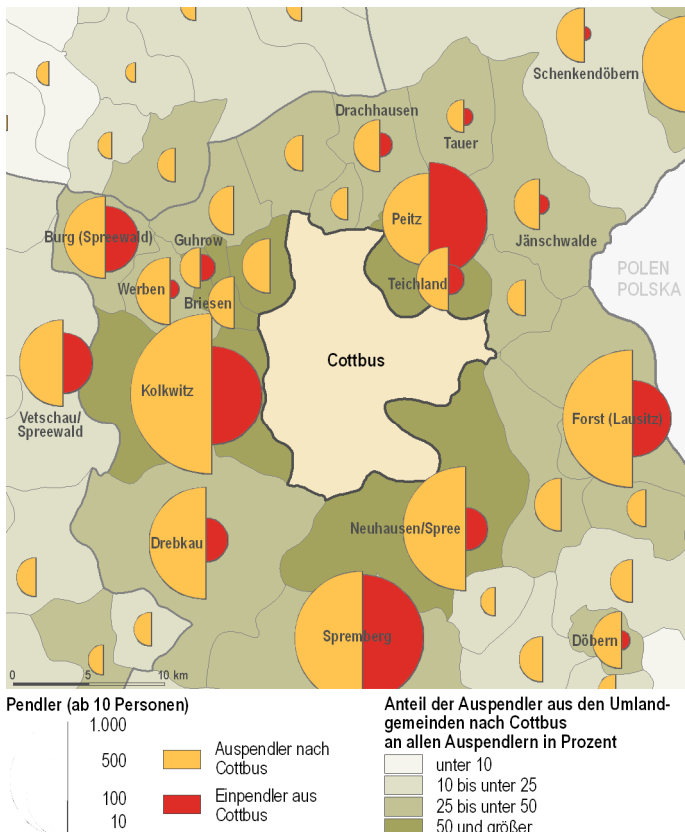 Schenkendöbern
Drachhausen
Tauer
Peitz
Burg (Spreewald)
Guhrow
Jänschwalde
POLEN
POLSKA
Teichland
Werben
Briesen
Cottbus
Kolkwitz
Vetschau/
Spreewald
Forst (Lausitz)
Neuhausen/Spree
Drebkau
Spremberg
Döbern
0 5 10 km
Pendler (ab 10 Personen)
1.000
500
100
10
Auspendler nach
Cottbus
Einpendler aus
Cottbus
Anteil der Auspendler aus den Umland-
gemeinden nach Cottbus
an allen Auspendlern in Prozent
unter 10
10 bis unter 25
25 bis unter 50
50 und größer